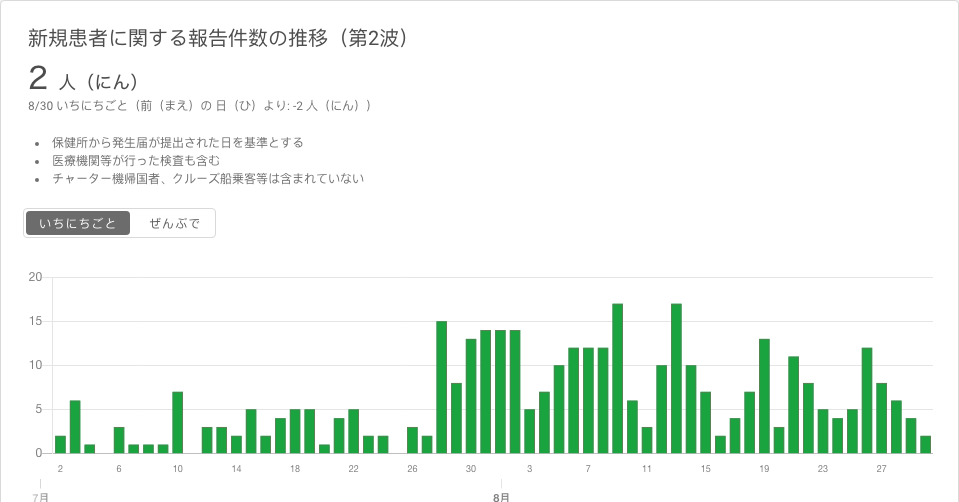 新規患者に関する報告件数の推移（第2波）
2 人（にん）
8/30 いちにちごと（前（まえ）の 日（ひ）より: -2 人（にん））
保健所から発生届が提出された日を基準とする
医療機関等が行った検査も含む
チャーター機帰国者、クルーズ船乗客等は含まれていない
いちにちごと ぜんぶで
20
15
10
5
0
2 6 10 14 18 22 26 30 3 7 11 15 19 23 27
7月 8月